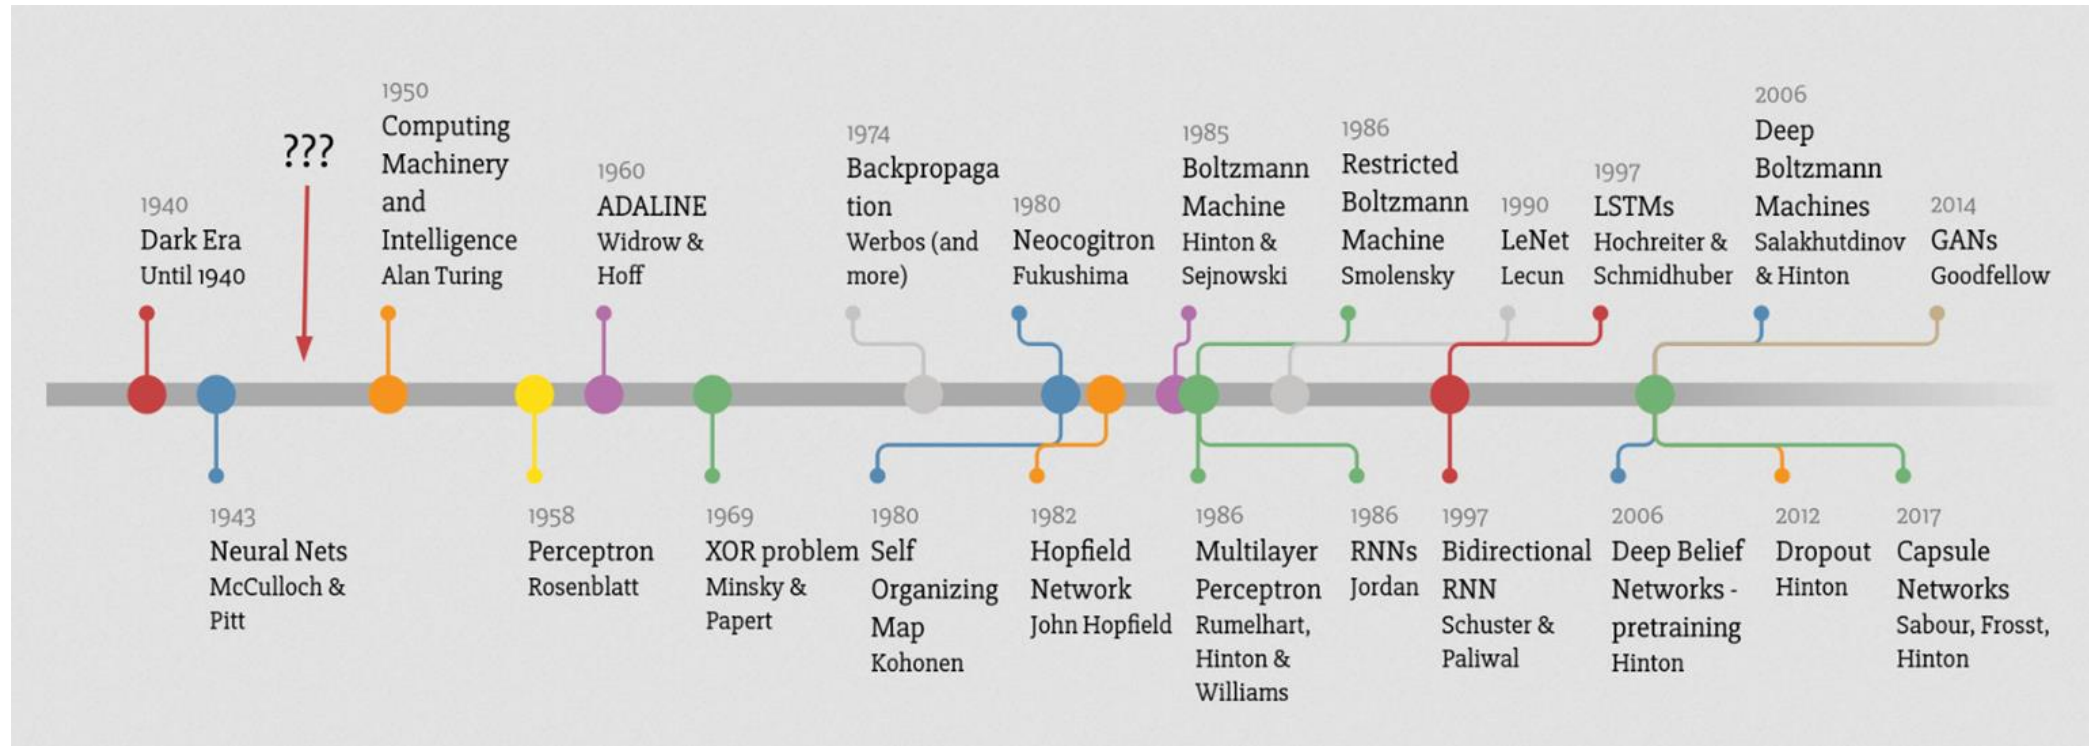 1940
Dark Era
Until 1940
???
1950
Computing
Machinery
and
Intelligence
Alan Turing
1960
ADALINE
Widrow &
Hoff
1974
Backpropaga
tion
Werbos (and
more)
1980
Neocogitron
Fukushima
1985
Boltzmann
Machine
Hinton &
Sejnowski
1986
Restricted
Boltzmann
Machine
Smolensky
1990
LeNet
Lecun
1997
LSTMs
Hochreiter &
Schmidhuber
2006
Deep
Boltzmann
Machines
Salakhutdinov
& Hinton
2014
GANs
Goodfellow
1943
Neural Nets
McCulloch &
Pitt
1958
Perceptron
Rosenblatt
1969
XOR problem
Minsky &
Papert
1980
Self
Organizing
Map
Kohonen
1982
Hopfield
Network
John Hopfield
1986
Multilayer
Perceptron
Rumelhart,
Hinton &
Williams
1986
RNNs
Jordan
1997
Bidirectional
RNN
Schuster &
Paliwal
2006
Deep Belief
Networks -
pretraining
Hinton
2012
Dropout
Hinton
2017
Capsule
Networks
Sabour, Frosst,
Hinton